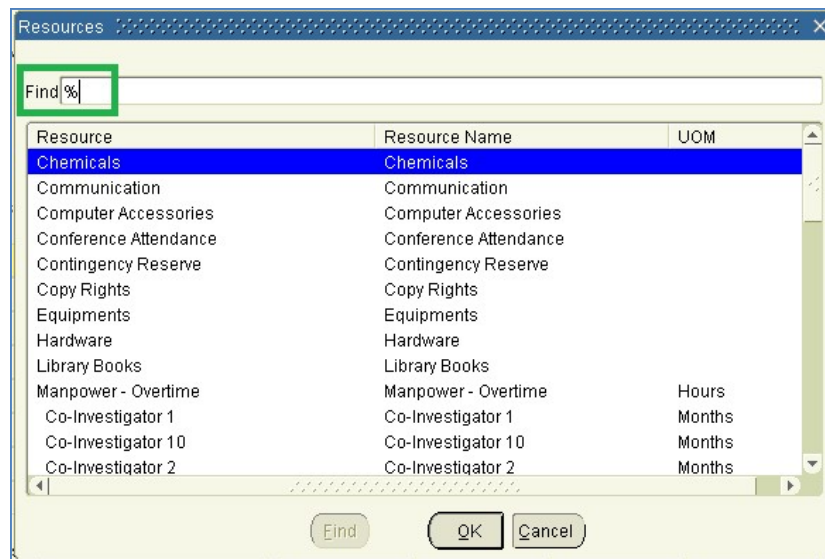 Resources
Find %
Resource Resource Name UOM
Chemicals Chemicals
Communication Communication
Computer Accessories Computer Accessories
Conference Attendance Conference Attendance
Contingency Reserve Contingency Reserve
Copy Rights Copy Rights
Equipments Equipments
Hardware Hardware
Library Books Library Books
Manpower - Overtime Manpower - Overtime Hours
Co-Investigator 1 Co-Investigator 1 Months
Co-Investigator 10 Co-Investigator 10 Months
Co-Investigator 2 Co-Investigator 2 Months
Find OK Cancel